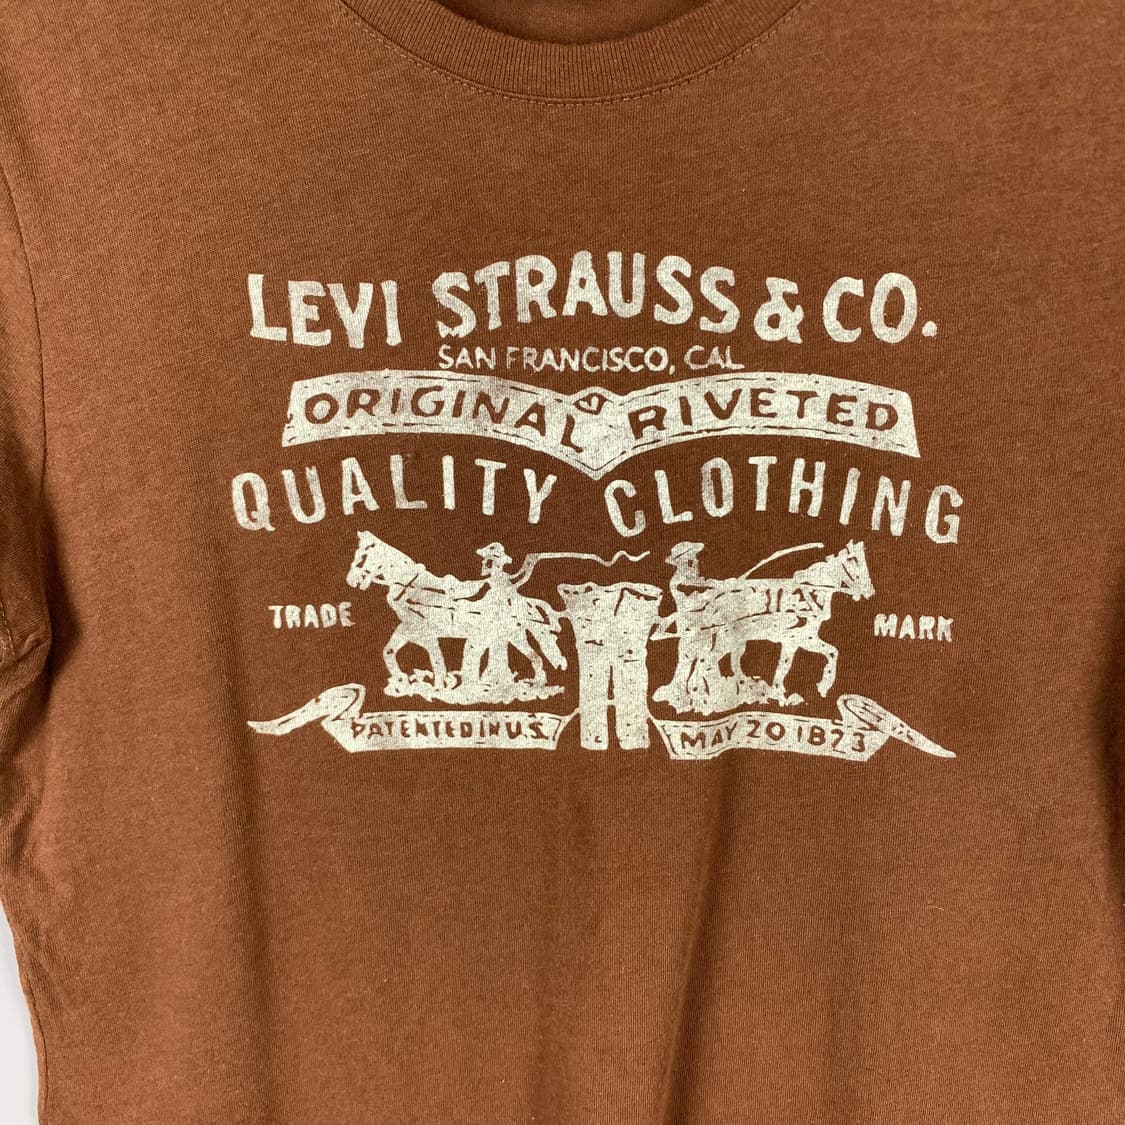 LEVI STRAUSS & CO.
SAN FRANCISCO, CAL
ORIGINAL RIVETED
QUALITY CLOTHING
TRADE MARK
PATENTED IN U.S. MAY 20 1873